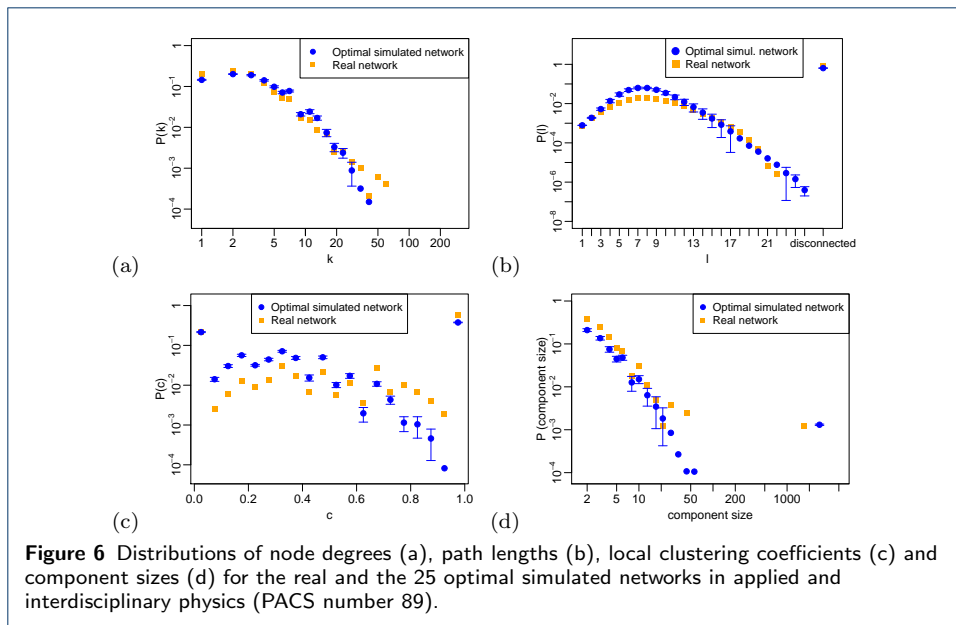 1
10⁻¹
10⁻²
10⁻³
10⁻⁴
P(k)
Optimal simulated network
Real network
1 2 5 10 20 50 100 200
k
(a)
1
10⁻²
10⁻⁴
10⁻⁶
10⁻⁸
P(l)
Optimal simul. network
Real network
1 3 5 7 9 13 17 21 disconnected
l
(b)
1
10⁻¹
10⁻²
10⁻³
10⁻⁴
P(c)
Optimal simulated network
Real network
0.0 0.2 0.4 0.6 0.8 1.0
c
(c)
1
10⁻¹
10⁻²
10⁻³
10⁻⁴
P (component size)
Optimal simulated network
Real network
2 5 10 50 200 1000
component size
(d)
Figure 6 Distributions of node degrees (a), path lengths (b), local clustering coefficients (c) and
component sizes (d) for the real and the 25 optimal simulated networks in applied and
interdisciplinary physics (PACS number 89).